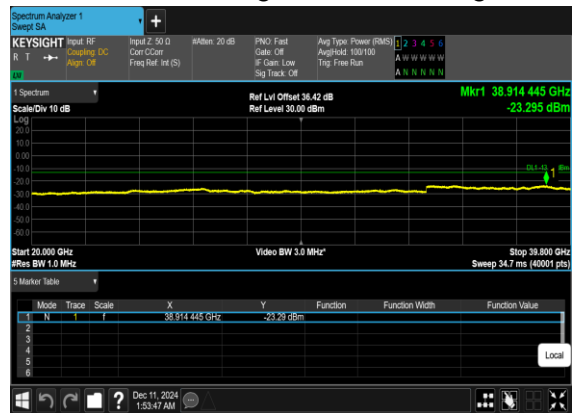 Spectrum Analyzer 1
Swept SA
KEYSIGHT Input: RF Input Z: 50 Ω #Atten: 20 dB PNO: Fast Avg Type: Power (RMS) 1 2 3 4 5 6
R T Coupling: DC Corr CCorr Gate: Off Avg|Hold: 100/100 A W W W W W
Align: Off Freq Ref: Int (S) IF Gain: Low Trig: Free Run
Sig Track: Off A N N N N N
1 Spectrum Ref Lvl Offset 36.42 dB Mkr1 38.914 445 GHz
Scale/Div 10 dB Ref Level 30.00 dBm -23.295 dBm
Log
20.0
10.0
0.00
-10.0
DL1 -13 dBm
1
-20.0
-30.0
-40.0
-50.0
-60.0
Start 20.000 GHz Video BW 3.0 MHz* Stop 39.800 GHz
#Res BW 1.0 MHz Sweep 34.7 ms (40001 pts)
5 Marker Table
Mode Trace Scale X Y Function Function Width Function Value
1 N 1 f 38.914 445 GHz -23.29 dBm
2
3
4
5
6
Local
? Dec 11, 2024
1:53:47 AM